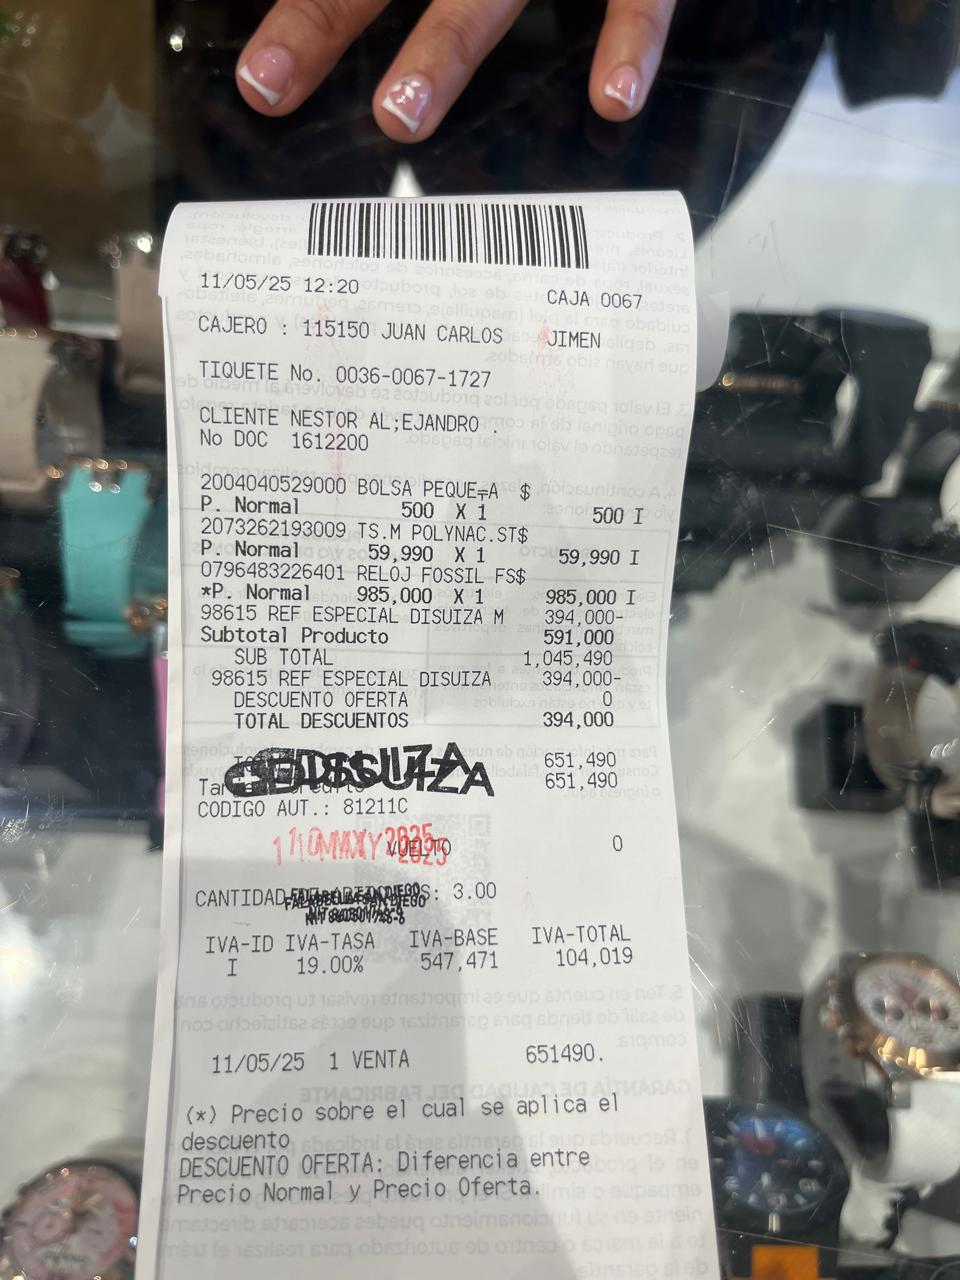 11/05/25 12:20 CAJA 0067
CAJERO : 115150 JUAN CARLOS JIMEN
TIQUETE No. 0036-0067-1727
CLIENTE NESTOR AL;EJANDRO .
No DOC 1612200
2004040529000 BOLSA PEQUE╤A $
P. Normal 500 X 1 500 I
2073262193009 TS.M POLYNAC.ST$
P. Normal 59,990 X 1 59,990 I
0796483226401 RELOJ FOSSIL FS$
*P. Normal 985,000 X 1 985,000 I
98615 REF ESPECIAL DISUIZA M 394,000-
Subtotal Producto 591,000
SUB TOTAL 1,045,490
98615 REF ESPECIAL DISUIZA 394,000-
DESCUENTO OFERTA 0
TOTAL DESCUENTOS 394,000
651,490
651,490
CODIGO AUT.: 81211C
VUELTO 0
CANTIDAD : 3.00
IVA-ID IVA-TASA IVA-BASE IVA-TOTAL
I 19.00% 547,471 104,019
11/05/25 1 VENTA 651490.
(*) Precio sobre el cual se aplica el
descuento
DESCUENTO OFERTA: Diferencia entre
Precio Normal y Precio Oferta.